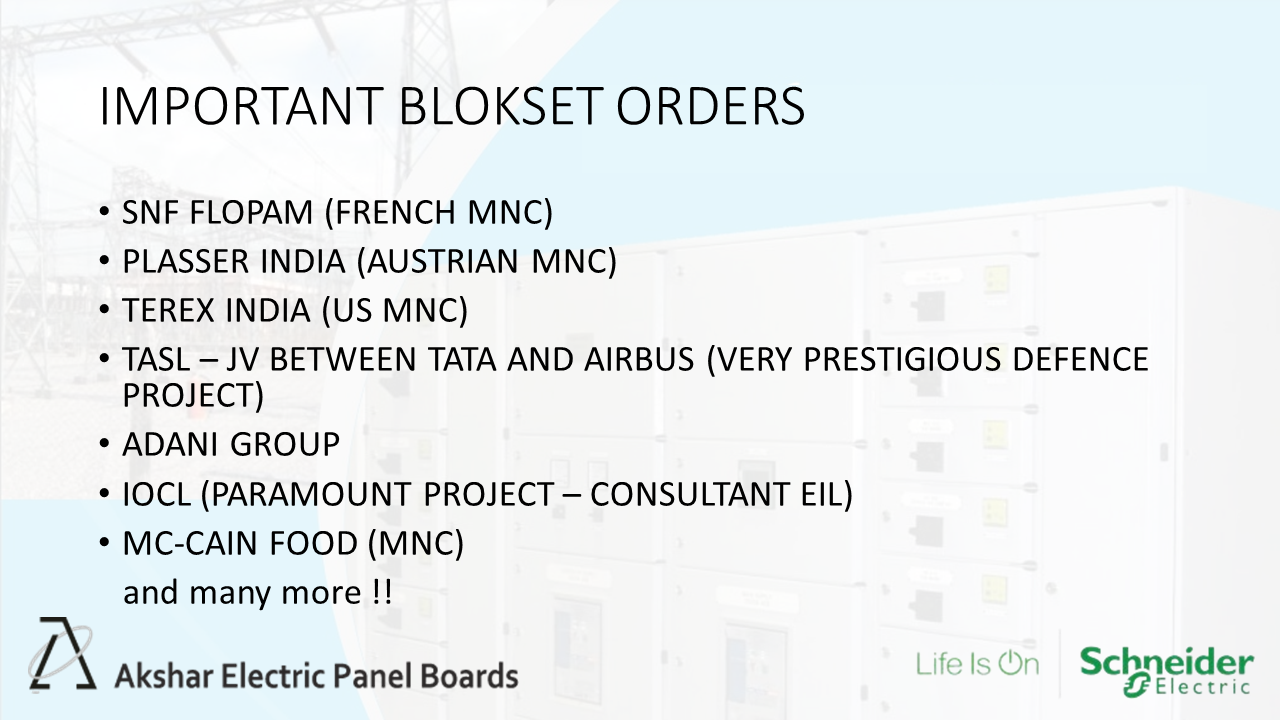 IMPORTANT BLOKSET ORDERS
• SNF FLOPAM (FRENCH MNC)
• PLASSER INDIA (AUSTRIAN MNC)
• TEREX INDIA (US MNC)
• TASL – JV BETWEEN TATA AND AIRBUS (VERY PRESTIGIOUS DEFENCE
PROJECT)
• ADANI GROUP
• IOCL (PARAMOUNT PROJECT – CONSULTANT EIL)
• MC-CAIN FOOD (MNC)
and many more !!
Akshar Electric Panel Boards
Life Is On
Schneider
Electric